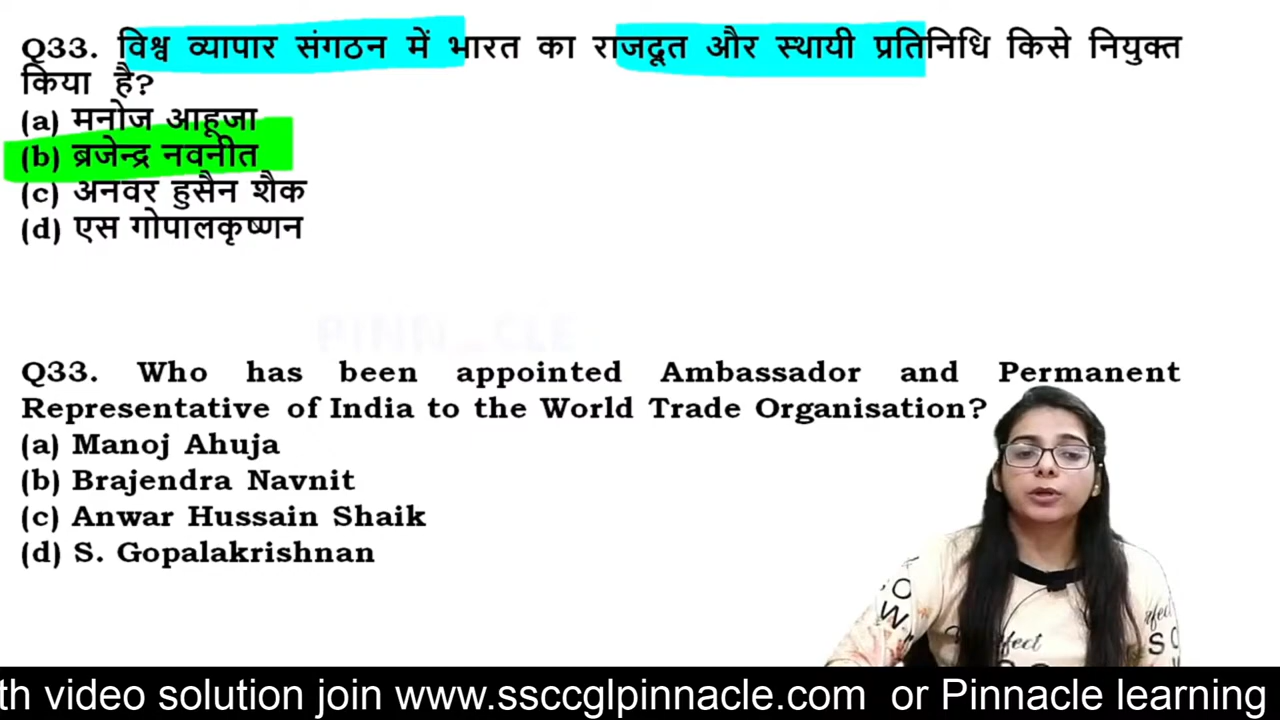 Q33. विश्व व्यापार संगठन में भारत का राजदूत और स्थायी प्रतिनिधि किसे नियुक्त
किया है?
(a) मनोज आहूजा
(b) ब्रजेन्द्र नवनीत
(c) अनवर हुसैन शैक
(d) एस गोपालकृष्णन
Q33. Who has been appointed Ambassador and Permanent
Representative of India to the World Trade Organisation?
(a) Manoj Ahuja
(b) Brajendra Navnit
(c) Anwar Hussain Shaik
(d) S. Gopalakrishnan
th video solution join www.ssccglpinnacle.com or Pinnacle learning